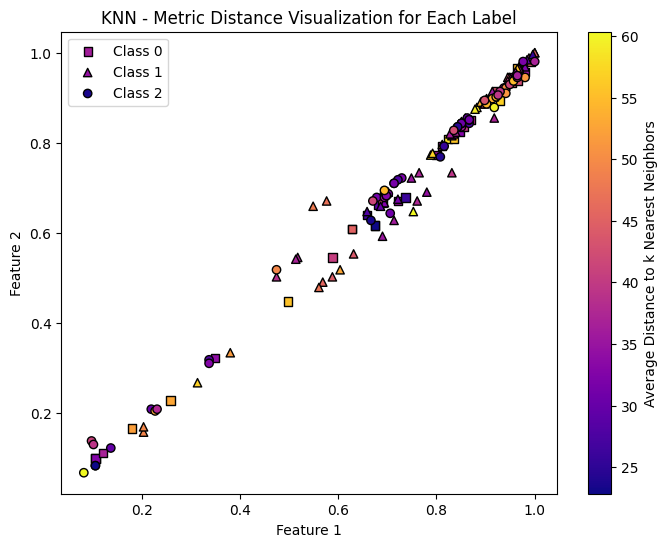 KNN - Metric Distance Visualization for Each Label
Class 0
Class 1
Class 2
Feature 2
1.0
0.8
0.6
0.4
0.2
0.2
0.4
0.6
0.8
1.0
Feature 1
60
55
50
45
40
35
30
25
Average Distance to k Nearest Neighbors